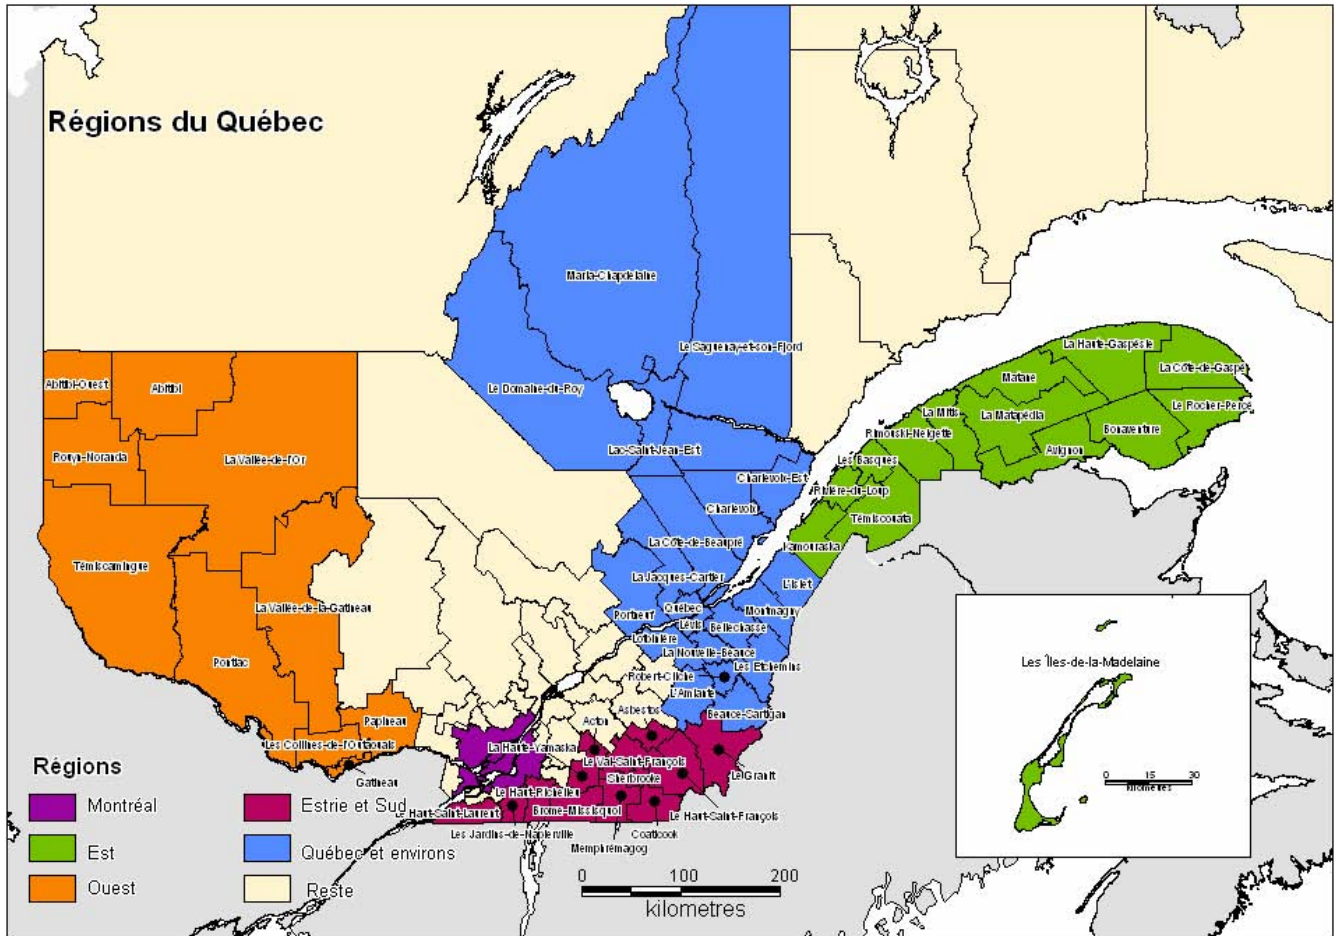 Régions du Québec
Maria-Chapdelaine
Le Saguenay-et-son-Fjord
Le Domaine-du-Roy
Lac-Saint-Jean-Est
Charlevoix-Est
Charlevoix
La Côte-de-Beaupré
La Jacques-Cartier
Portneuf
Québec
L'Islet
Montmagny
Lévis
Bellechasse
Lotbinière
La Nouvelle-Beauce
Les Etchemins
Robert-Cliche
L'Amiante
Beauce-Sartigan
Abitibi-Ouest
Abitibi
Rouyn-Noranda
La Vallée-de-l'Or
Témiscamingue
La Vallée-de-la-Gatineau
Pontiac
Papineau
Les Collines-de-l'Outaouais
Gatineau
La Haute-Gaspésie
La Côte-de-Gaspé
Matane
Le Rocher-Percé
La Mitis
La Matapédia
Bonaventure
Rimouski-Neigette
Avignon
Les Basques
Rivière-du-Loup
Témiscouata
Kamouraska
Asbestos
Acton
La Haute-Yamaska
Le Val-Saint-François
Sherbrooke
Le Granit
Le Haut-Richelieu
Le Haut-Saint-Laurent
Brome-Missisquoi
Le Haut-Saint-François
Les Jardins-de-Napierville
Coaticook
Memphrémagog
Les Îles-de-la-Madelaine
0 15 30
kilometres
Régions
Montréal
Est
Ouest
Estrie et Sud
Québec et environs
Reste
0 100 200
kilometres